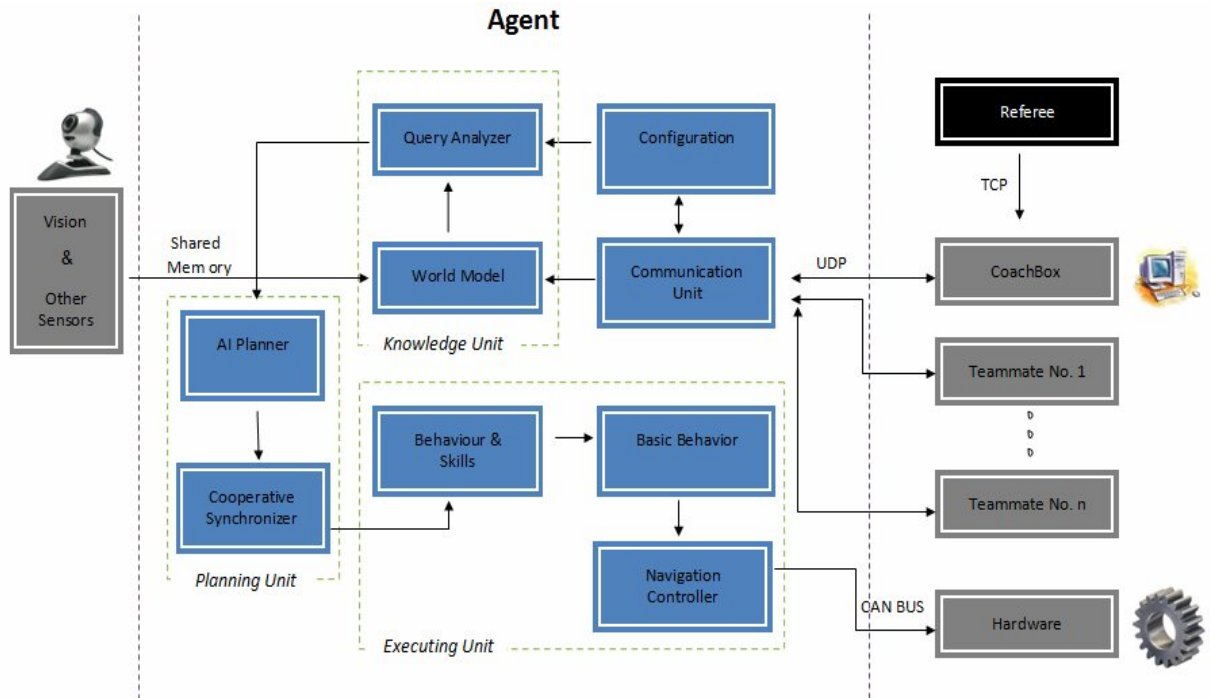 Agent
Query Analyzer
Configuration
Referee
TCP
Vision
&
Other
Sensors
Shared
Memory
World Model
Communication
Unit
UDP
CoachBox
Knowledge Unit
AI Planner
Teammate No. 1
Behaviour &
Skills
Basic Behavior
Cooperative
Synchronizer
Teammate No. n
Planning Unit
Navigation
Controller
CAN BUS
Hardware
Executing Unit